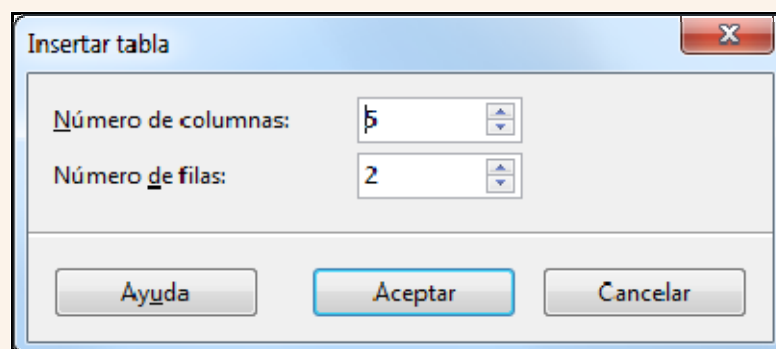 Insertar tabla
Número de columnas: 5
Número de filas: 2
Ayuda Aceptar Cancelar